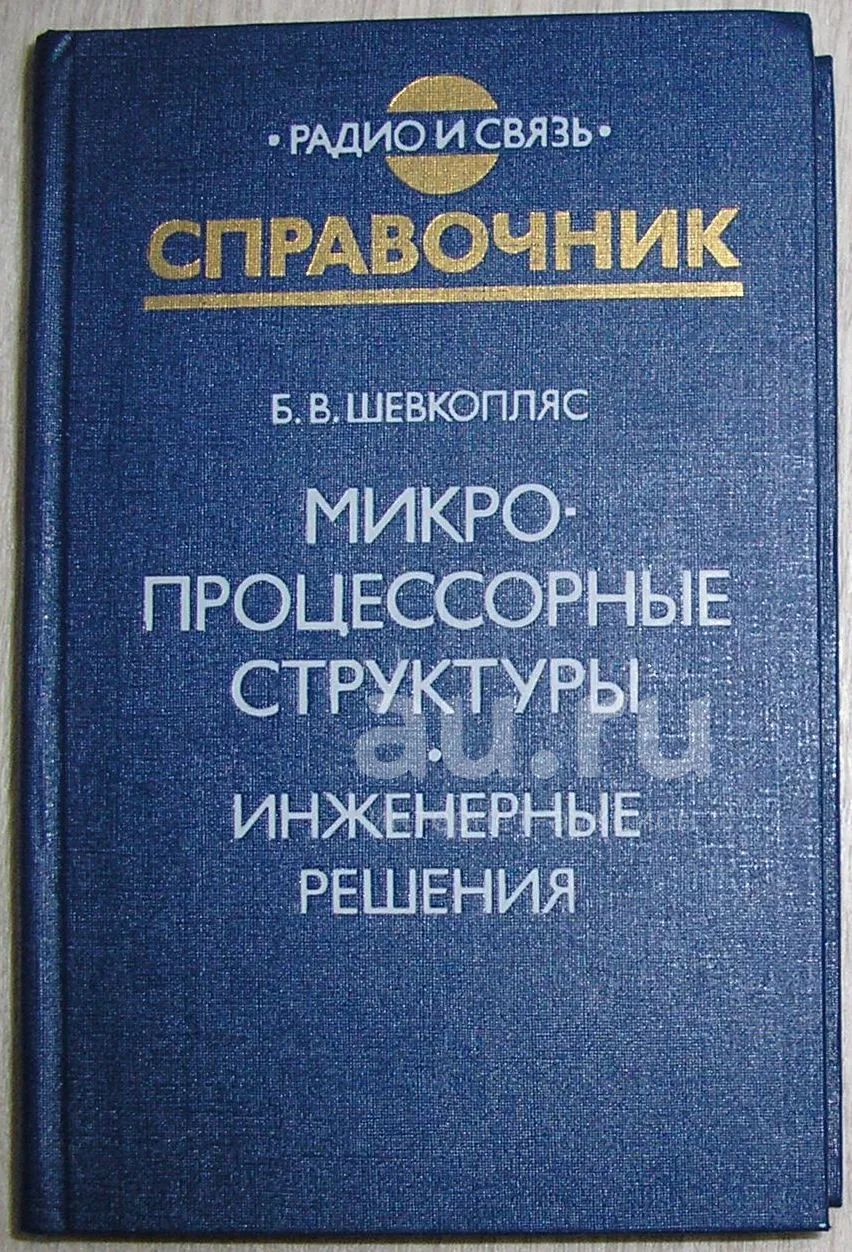 • РАДИО И СВЯЗЬ •
СПРАВОЧНИК
Б. В. ШЕВКОПЛЯС
МИКРО-
ПРОЦЕССОРНЫЕ
СТРУКТУРЫ
au.ru
•
ИНЖЕНЕРНЫЕ
РЕШЕНИЯ